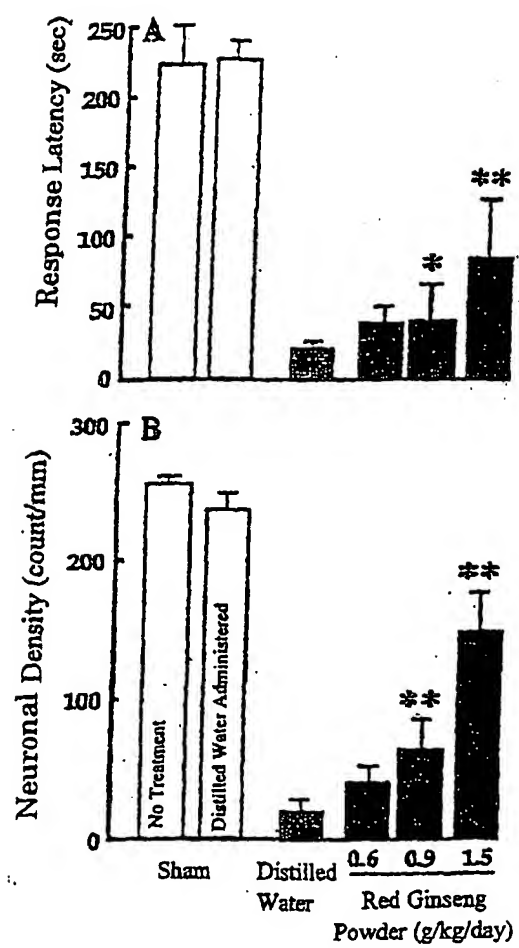 A
Response Latency (sec)
250
200
150
100
50
0
*
**
B
Neuronal Density (count/mm)
300
200
100
0
No Treatment
Distilled Water Administered
**
**
Sham
Distilled
Water
0.6 0.9 1.5
Red Ginseng
Powder (g/kg/day)